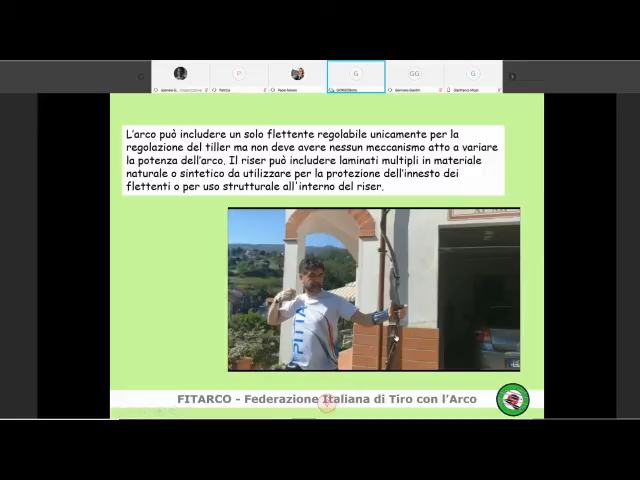 P
G
GG
G
Patrizia
L'arco può includere un solo flettente regolabile unicamente per la
regolazione del tiller ma non deve avere nessun meccanismo atto a variare
la potenza dell'arco. Il riser può includere laminati multipli in materiale
naturale o sintetico da utilizzare per la protezione dell'innesto dei
flettenti o per uso strutturale all'interno del riser.
PITTA
FITARCO - Federazione Italiana di Tiro con l'Arco